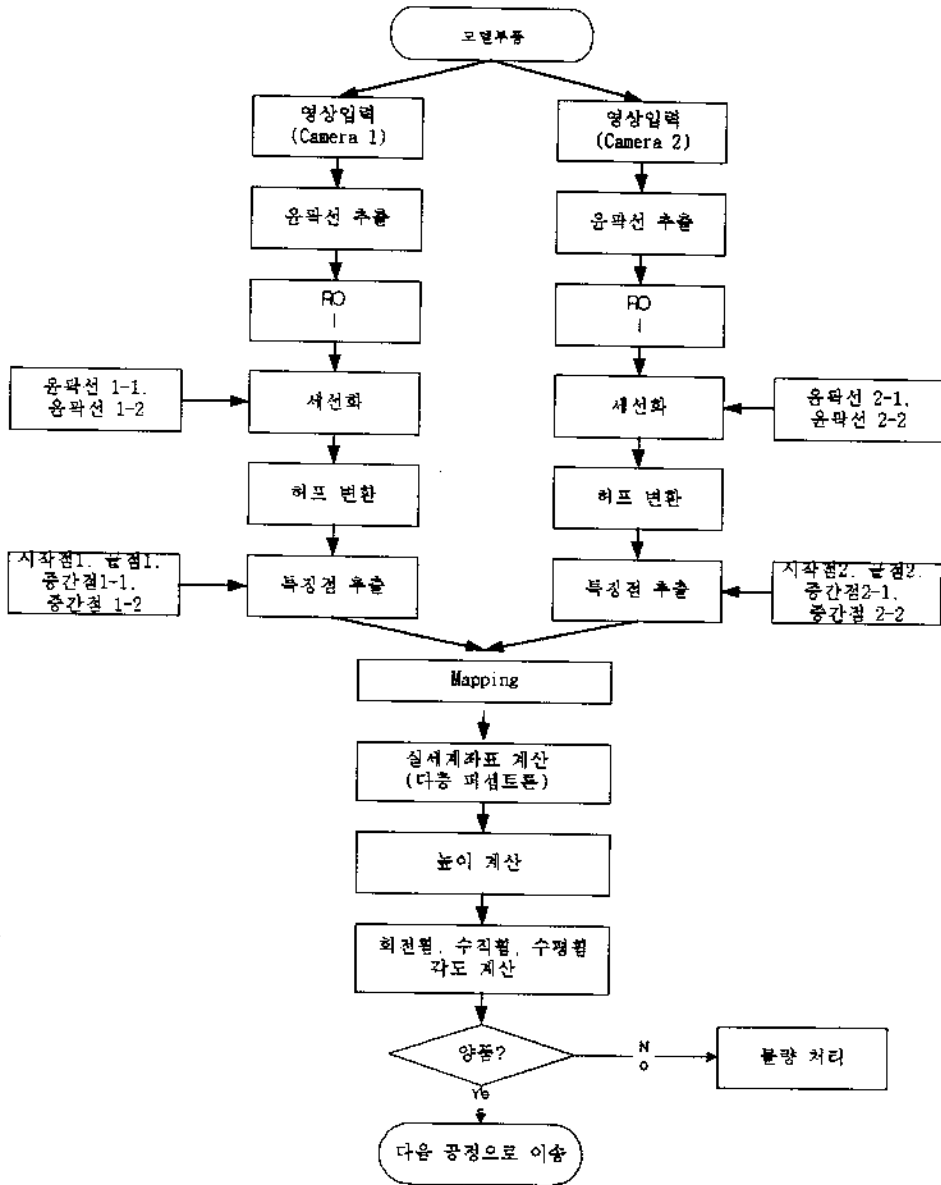 모델부품
영상입력
(Camera 1)
영상입력
(Camera 2)
윤곽선 추출
윤곽선 추출
RO
I
RO
I
윤곽선 1-1.
윤곽선 1-2
세선화
세선화
윤곽선 2-1.
윤곽선 2-2
허프 변환
허프 변환
시작점1. 끝점1.
중간점1-1.
중간점 1-2
특징점 추출
특징점 추출
시작점2. 끝점2.
중간점2-1.
중간점 2-2
Mapping
실세계좌표 계산
(다층 퍼셉트론)
높이 계산
회전휨. 수직휨. 수평휨
각도 계산
양품?
N
O
불량 처리
Ye
s
다음 공정으로 이송